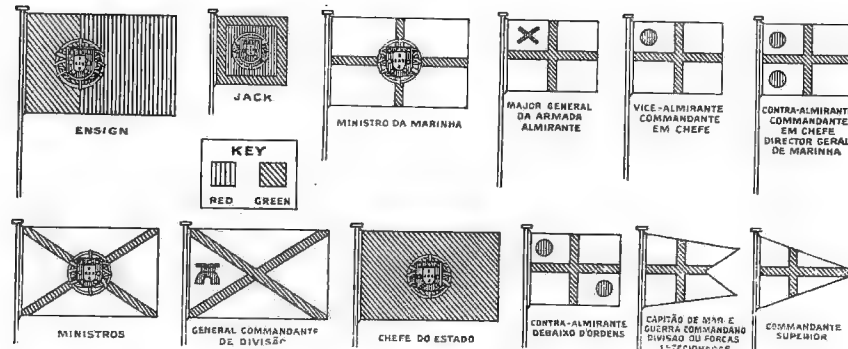 ENSIGN
JACK
MINISTRO DA MARINHA
MAJOR GENERAL
DA ARMADA
ALMIRANTE
VICE-ALMIRANTE
COMMANDANTE
EM CHEFE
CONTRA-ALMIRANTE
COMMANDANTE
EM CHEFE
DIRECTOR GERAL
DE MARINHA
KEY
RED GREEN
MINISTROS
GENERAL COMMANDANTE
DE DIVISÃO
CHEFE DO ESTADO
CONTRA-ALMIRANTE
DEBAIXO D'ORDENS
CAPITÃO DE MAR E
GUERRA COMMANDANO
DIVISÃO OU FORCAS
COMMANDANTE
SUPERIOR